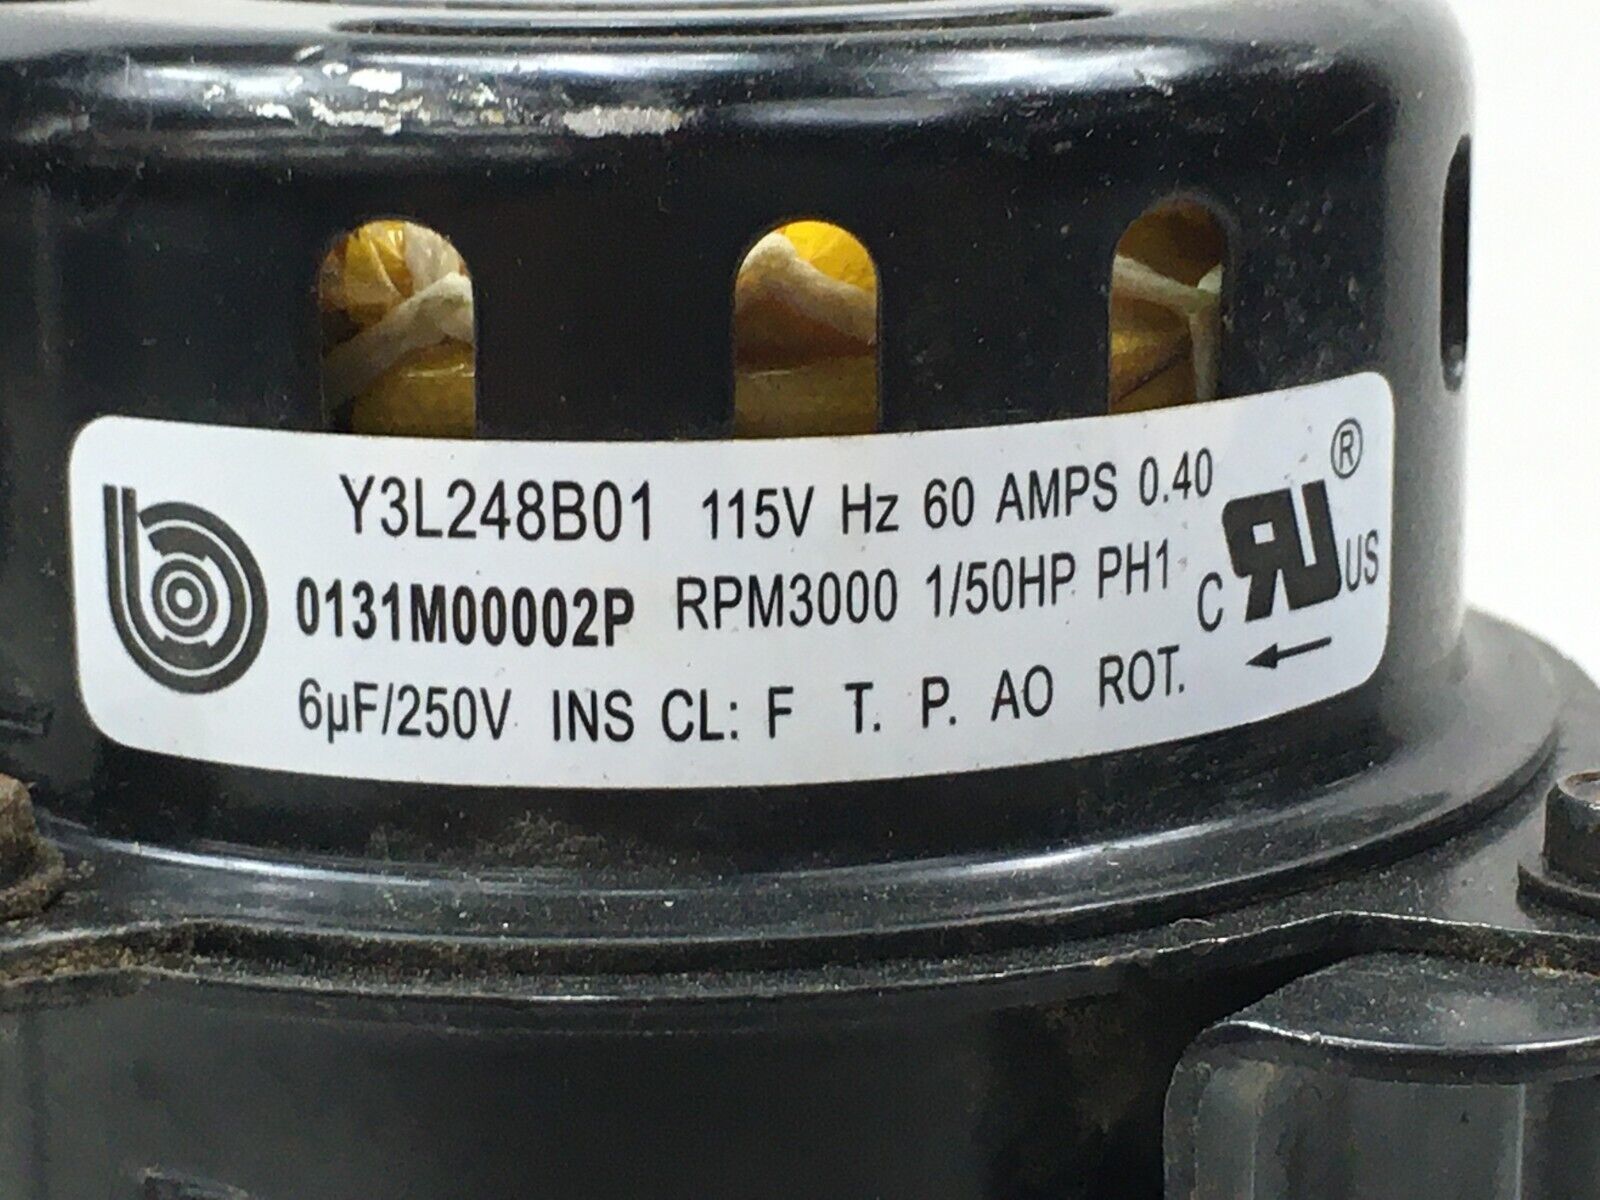 Y3L248B01 115V Hz 60 AMPS 0.40
0131M00002P RPM3000 1/50HP PH1
6µF/250V INS CL: F T. P. AO ROT.
C RU US ®